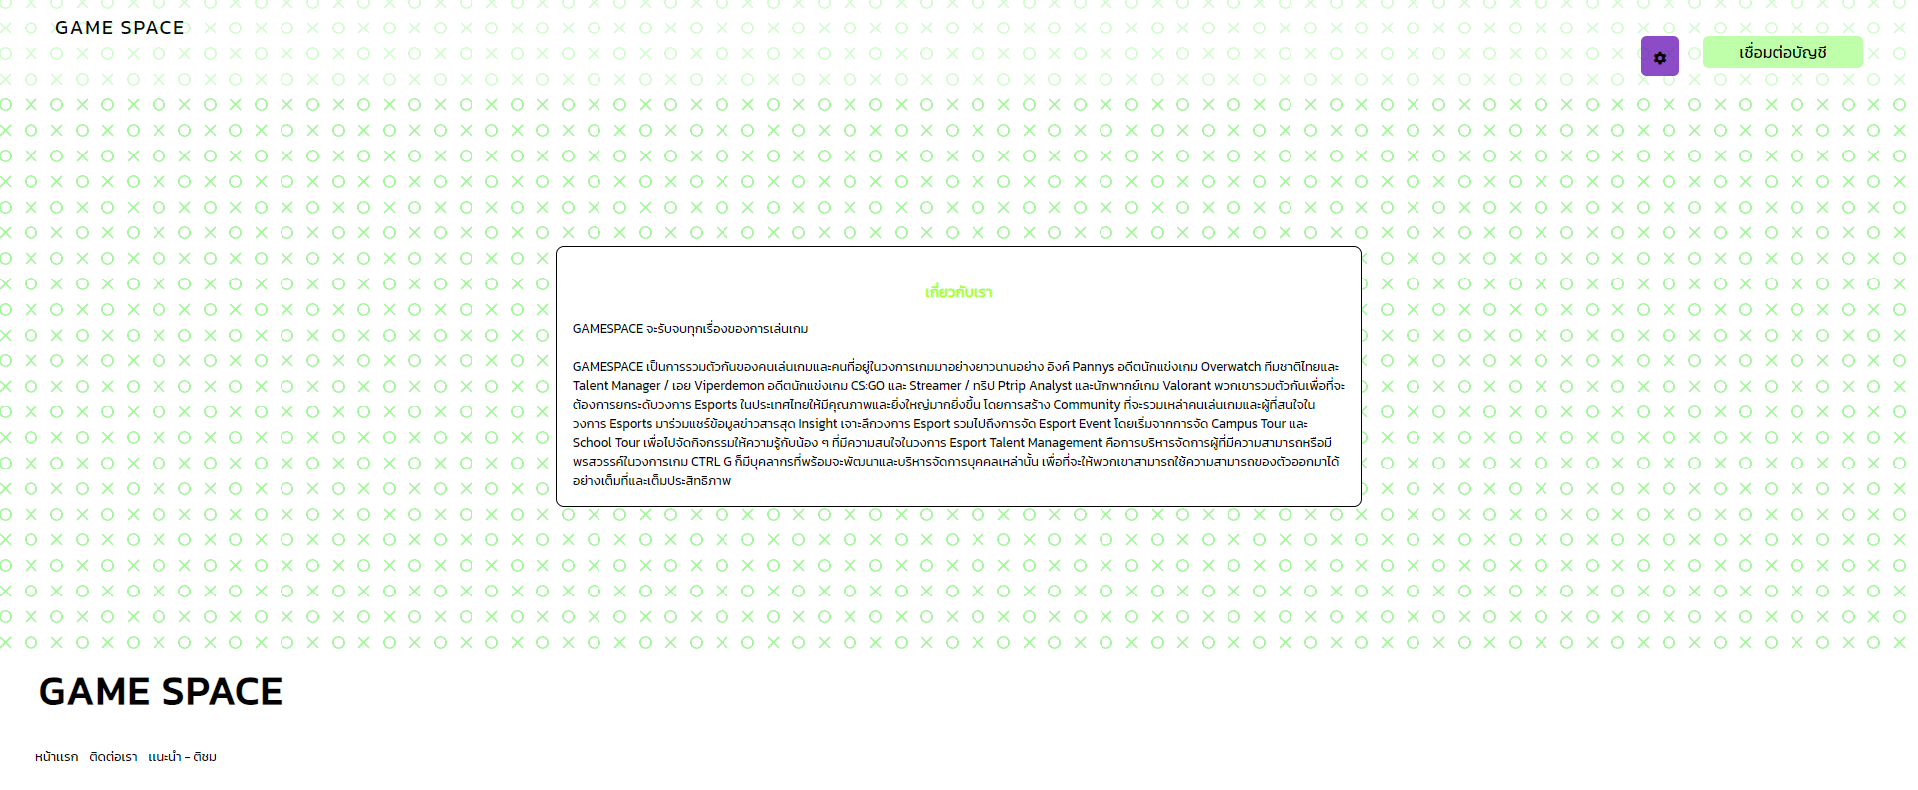 GAME SPACE
เชื่อมต่อบัญชี
เกี่ยวกับเรา
GAMESPACE จะรับจบทุกเรื่องของการเล่นเกม
GAMESPACE เป็นการรวมตัวกันของคนเล่นเกมและคนที่อยู่ในวงการเกมมาอย่างยาวนานอย่าง อิงค์ Pannys อดีตนักแข่งเกม Overwatch ทีมชาติไทยและ
Talent Manager / เอย Viperdemon อดีตนักแข่งเกม CS:GO และ Streamer / ทริป Ptrip Analyst และนักพากย์เกม Valorant พวกเขารวมตัวกันเพื่อที่จะ
ต้องการยกระดับวงการ Esports ในประเทศไทยให้มีคุณภาพและยิ่งใหญ่มากยิ่งขึ้น โดยการสร้าง Community ที่จะรวมเหล่าคนเล่นเกมและผู้ที่สนใจใน
วงการ Esports มาร่วมแชร์ข้อมูลข่าวสารสุด Insight เจาะลึกวงการ Esport รวมไปถึงการจัด Esport Event โดยเริ่มจากการจัด Campus Tour และ
School Tour เพื่อไปจัดกิจกรรมให้ความรู้กับน้อง ๆ ที่มีความสนใจในวงการ Esport Talent Management คือการบริหารจัดการผู้ที่มีความสามารถหรือมี
พรสวรรค์ในวงการเกม CTRL G ก็มีบุคลากรที่พร้อมจะพัฒนาและบริหารจัดการบุคคลเหล่านั้น เพื่อที่จะให้พวกเขาสามารถใช้ความสามารถของตัวออกมาได้
อย่างเต็มที่และเต็มประสิทธิภาพ
GAME SPACE
หน้าแรก ติดต่อเรา แนะนำ - ติชม